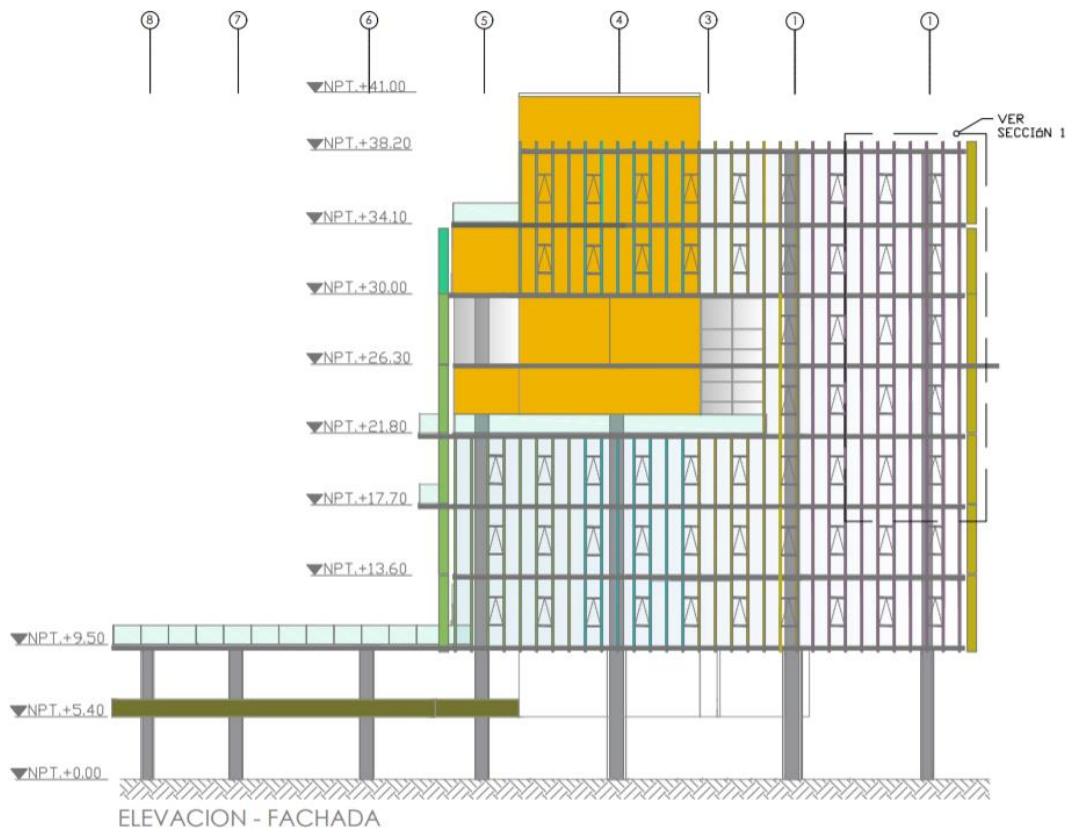 8 7 6 5 4 3 1 1
NPT.+41.00
VER
SECCIÓN 1
NPT.+38.20
NPT.+34.10
NPT.+30.00
NPT.+26.30
NPT.+21.80
NPT.+17.70
NPT.+13.60
NPT.+9.50
NPT.+5.40
NPT.+0.00
ELEVACION - FACHADA